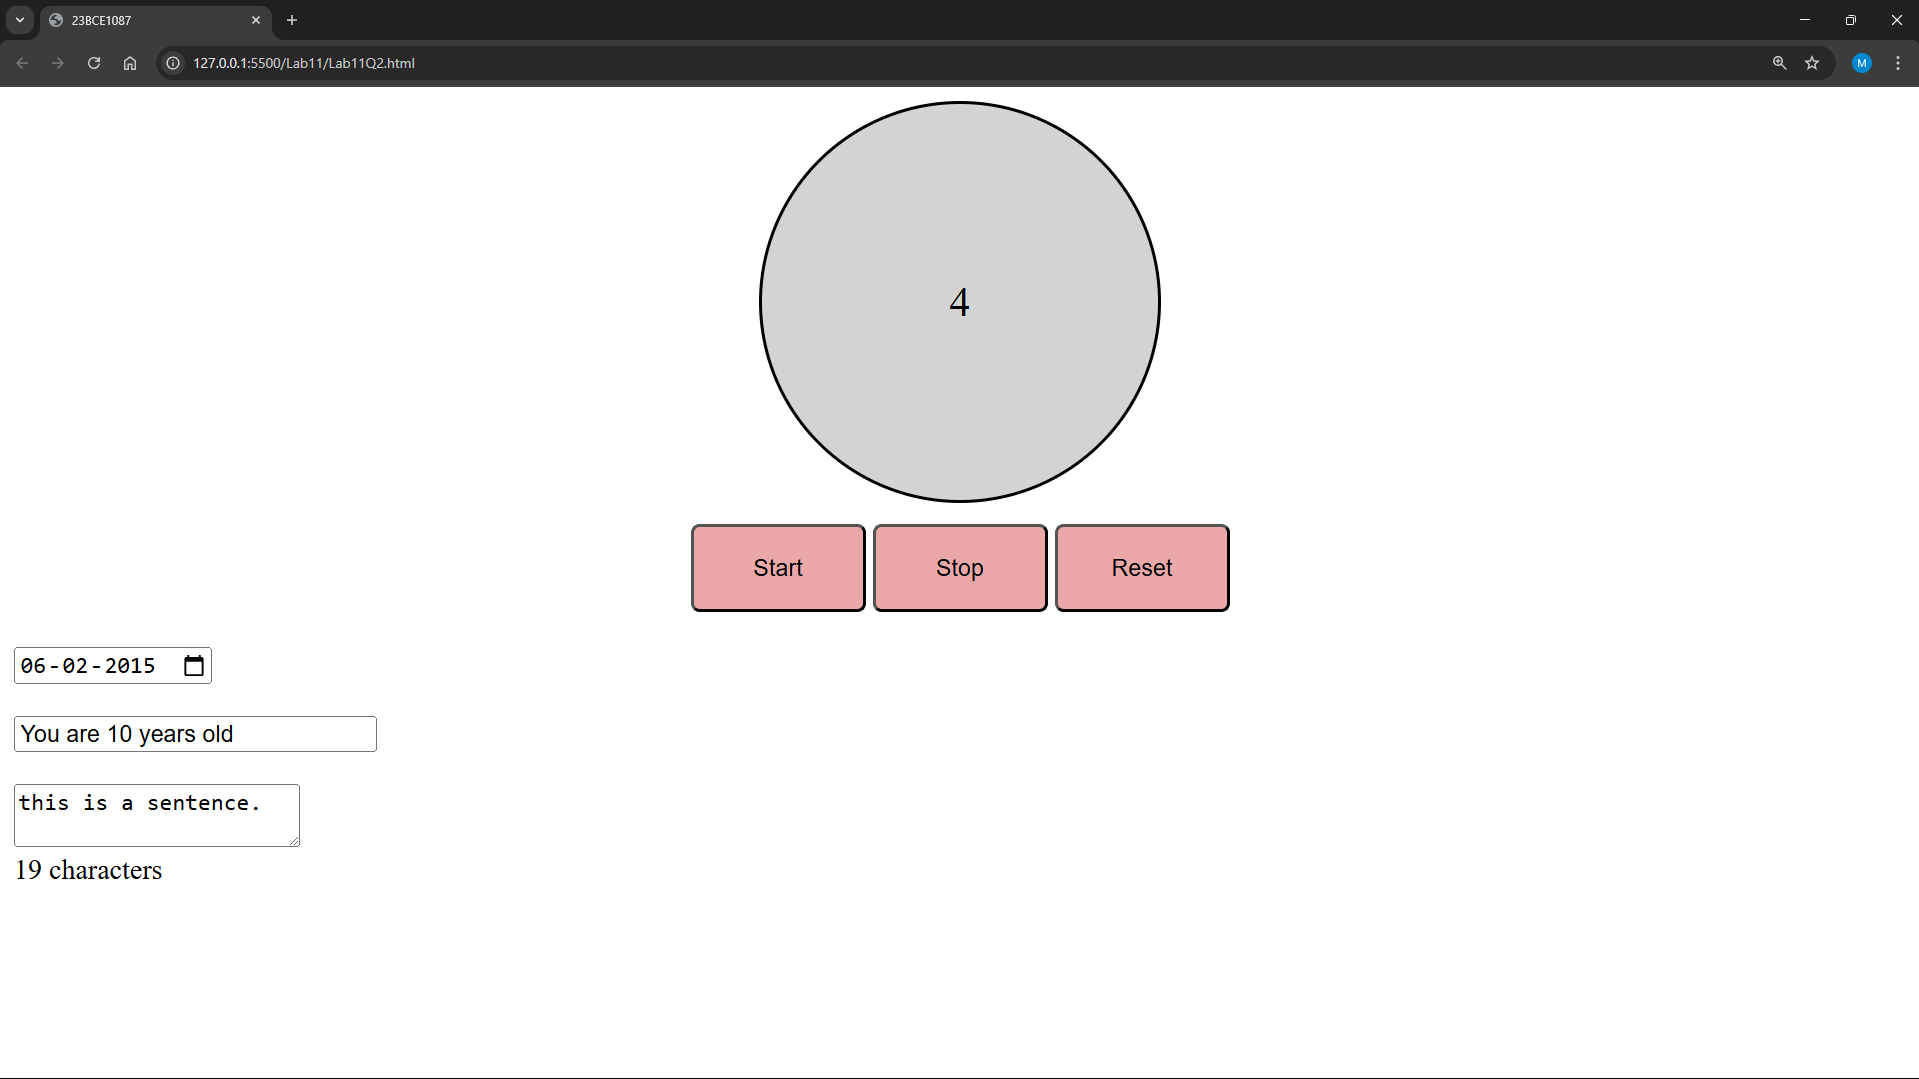 23BCE1087
127.0.0.1:5500/Lab11/Lab11Q2.html
M
4
Start Stop Reset
06-02-2015
You are 10 years old
this is a sentence.
19 characters